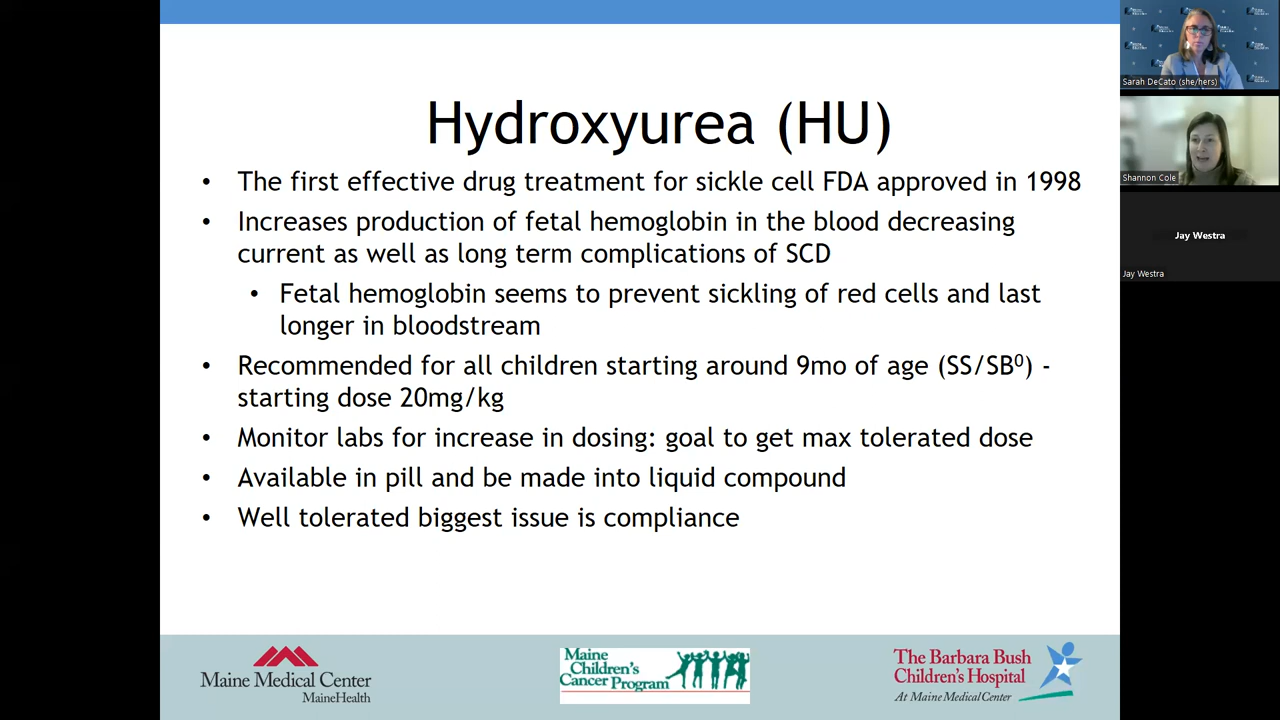 Hydroxyurea (HU)
• The first effective drug treatment for sickle cell FDA approved in 1998
• Increases production of fetal hemoglobin in the blood decreasing
current as well as long term complications of SCD
• Fetal hemoglobin seems to prevent sickling of red cells and last
longer in bloodstream
• Recommended for all children starting around 9mo of age (SS/SB⁰) -
starting dose 20mg/kg
• Monitor labs for increase in dosing: goal to get max tolerated dose
• Available in pill and be made into liquid compound
• Well tolerated biggest issue is compliance
Maine Medical Center
MaineHealth
Maine
Children's
Cancer Program
The Barbara Bush
Children's Hospital
At Maine Medical Center
Sarah DeCato (she/hers)
Shannon Cole
Jay Westra
Jay Westra